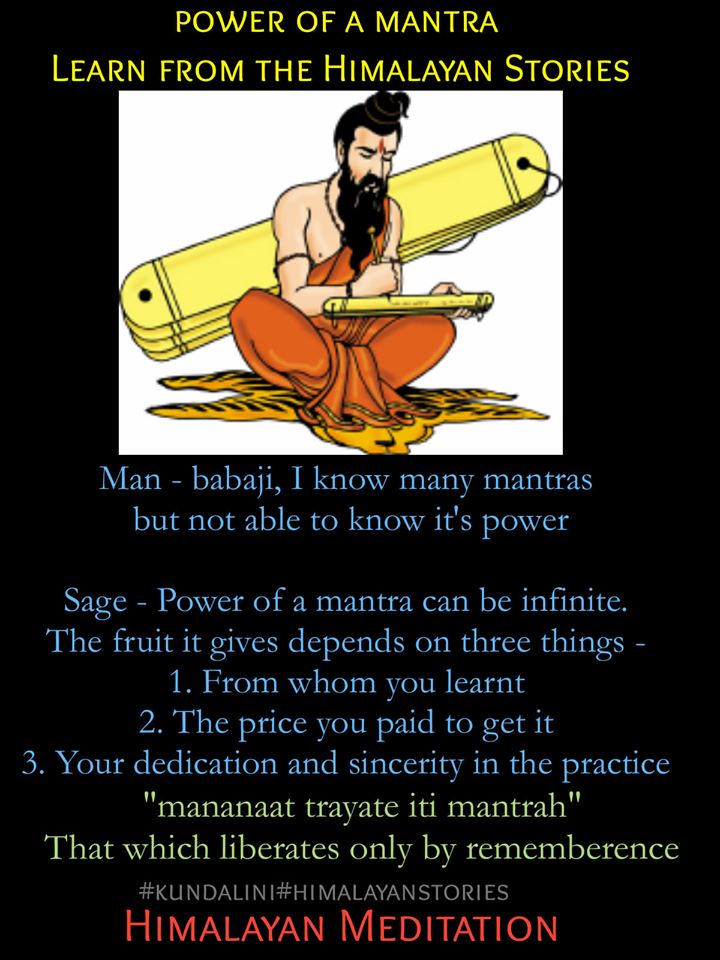 POWER OF A MANTRA
LEARN FROM THE HIMALAYAN STORIES
Man - babaji, I know many mantras
but not able to know it's power
Sage - Power of a mantra can be infinite.
The fruit it gives depends on three things -
1. From whom you learnt
2. The price you paid to get it
3. Your dedication and sincerity in the practice
"mananaat trayate iti mantrah"
That which liberates only by rememberence
#KUNDALINI#HIMALAYANSTORIES
HIMALAYAN MEDITATION